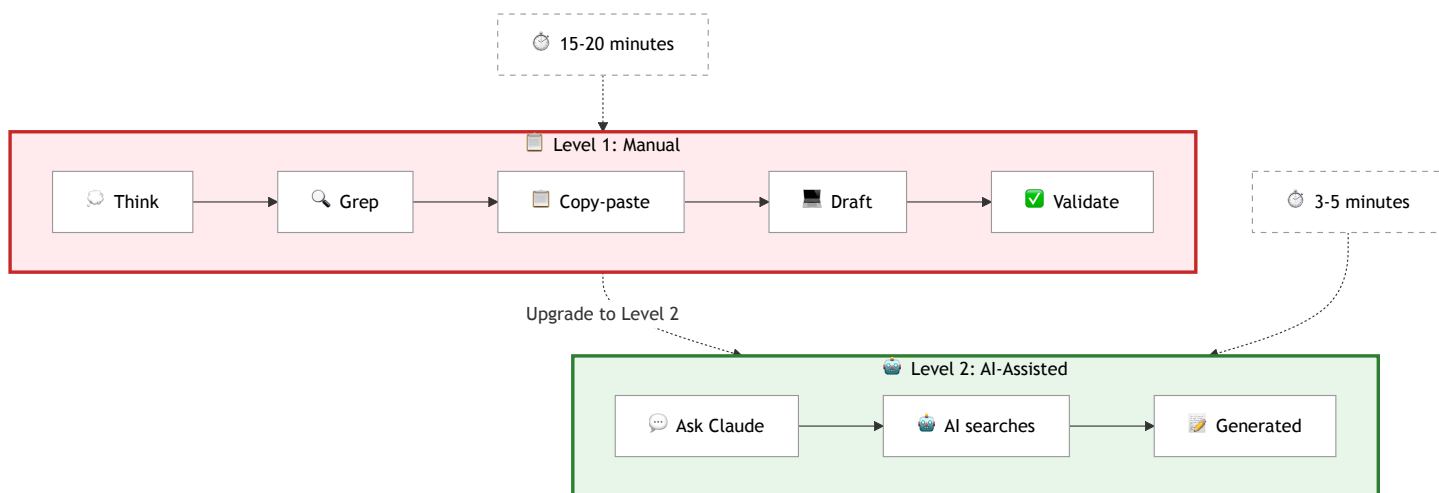 ⏱️ 15-20 minutes
📋 Level 1: Manual
💭 Think
🔍 Grep
📋 Copy-paste
💻 Draft
✅ Validate
⏱️ 3-5 minutes
Upgrade to Level 2
🤖 Level 2: AI-Assisted
💬 Ask Claude
🤖 AI searches
📝 Generated